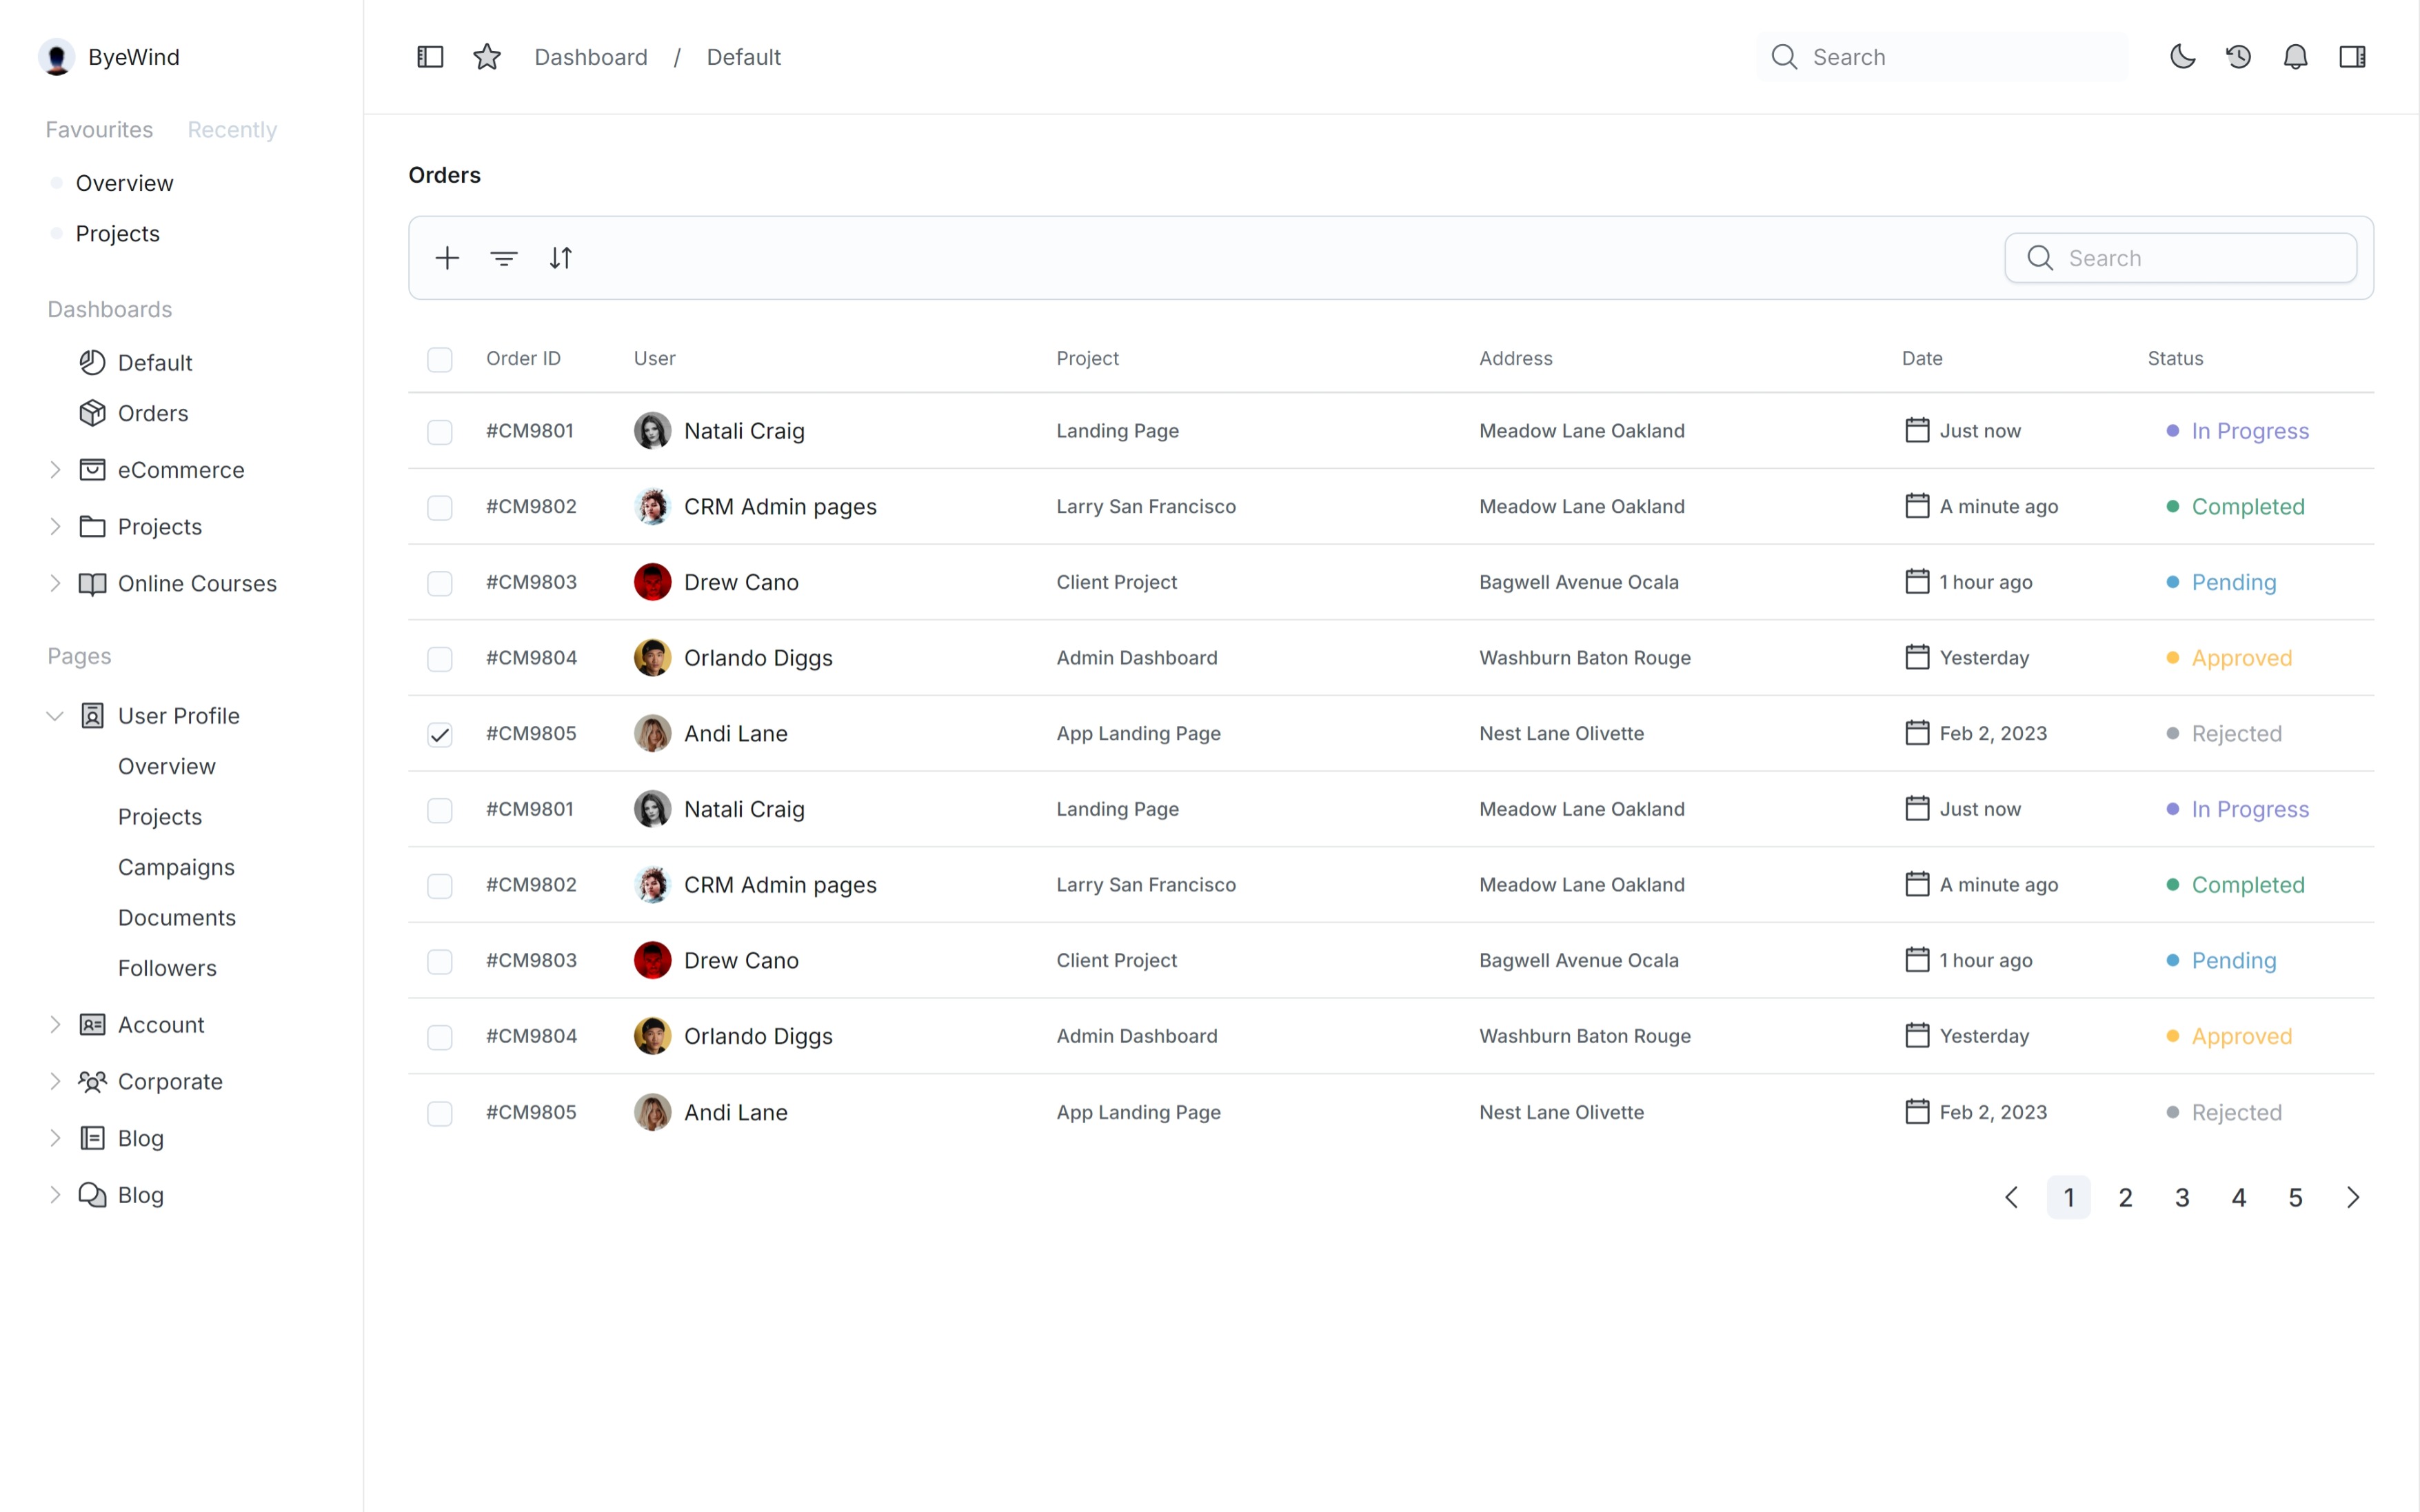 ByeWind
Favourites Recently
Overview
Projects
Dashboards
Default
Orders
eCommerce
Projects
Online Courses
Pages
User Profile
Overview
Projects
Campaigns
Documents
Followers
Account
Corporate
Blog
Blog
Dashboard / Default
Search
Orders
Search
Order ID User Project Address Date Status
#CM9801 Natali Craig Landing Page Meadow Lane Oakland Just now In Progress
#CM9802 CRM Admin pages Larry San Francisco Meadow Lane Oakland A minute ago Completed
#CM9803 Drew Cano Client Project Bagwell Avenue Ocala 1 hour ago Pending
#CM9804 Orlando Diggs Admin Dashboard Washburn Baton Rouge Yesterday Approved
#CM9805 Andi Lane App Landing Page Nest Lane Olivette Feb 2, 2023 Rejected
#CM9801 Natali Craig Landing Page Meadow Lane Oakland Just now In Progress
#CM9802 CRM Admin pages Larry San Francisco Meadow Lane Oakland A minute ago Completed
#CM9803 Drew Cano Client Project Bagwell Avenue Ocala 1 hour ago Pending
#CM9804 Orlando Diggs Admin Dashboard Washburn Baton Rouge Yesterday Approved
#CM9805 Andi Lane App Landing Page Nest Lane Olivette Feb 2, 2023 Rejected
1 2 3 4 5